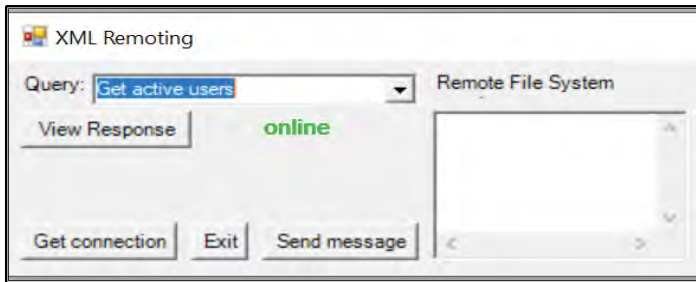 XML Remoting
Query: Get active users
Remote File System
View Response
online
Get connection
Exit
Send message